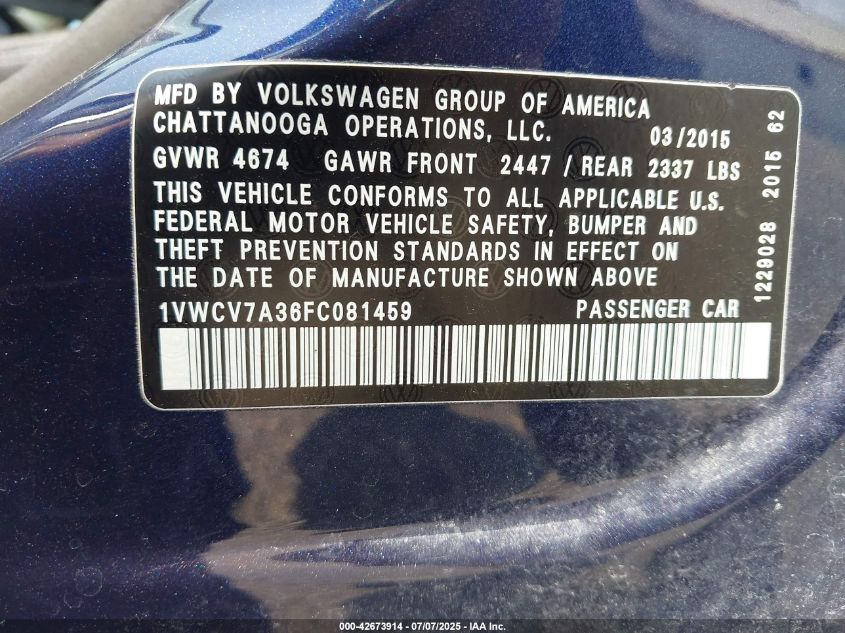 MFD BY VOLKSWAGEN GROUP OF AMERICA
CHATTANOOGA OPERATIONS, LLC. 03/2015
GVWR 4674 GAWR FRONT 2447 / REAR 2337 LBS
THIS VEHICLE CONFORMS TO ALL APPLICABLE U.S.
FEDERAL MOTOR VEHICLE SAFETY, BUMPER AND
THEFT PREVENTION STANDARDS IN EFFECT ON
THE DATE OF MANUFACTURE SHOWN ABOVE
1VWCV7A36FC081459 PASSENGER CAR
1229028 2015 62
000-42673914 - 07/07/2025 - IAA Inc.